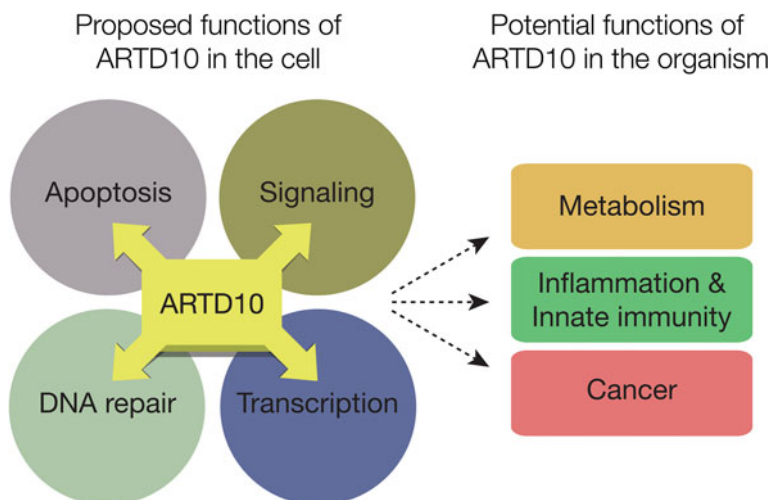 Proposed functions of
ARTD10 in the cell
Potential functions of
ARTD10 in the organism
Apoptosis
Signaling
ARTD10
DNA repair
Transcription
Metabolism
Inflammation &
Innate immunity
Cancer